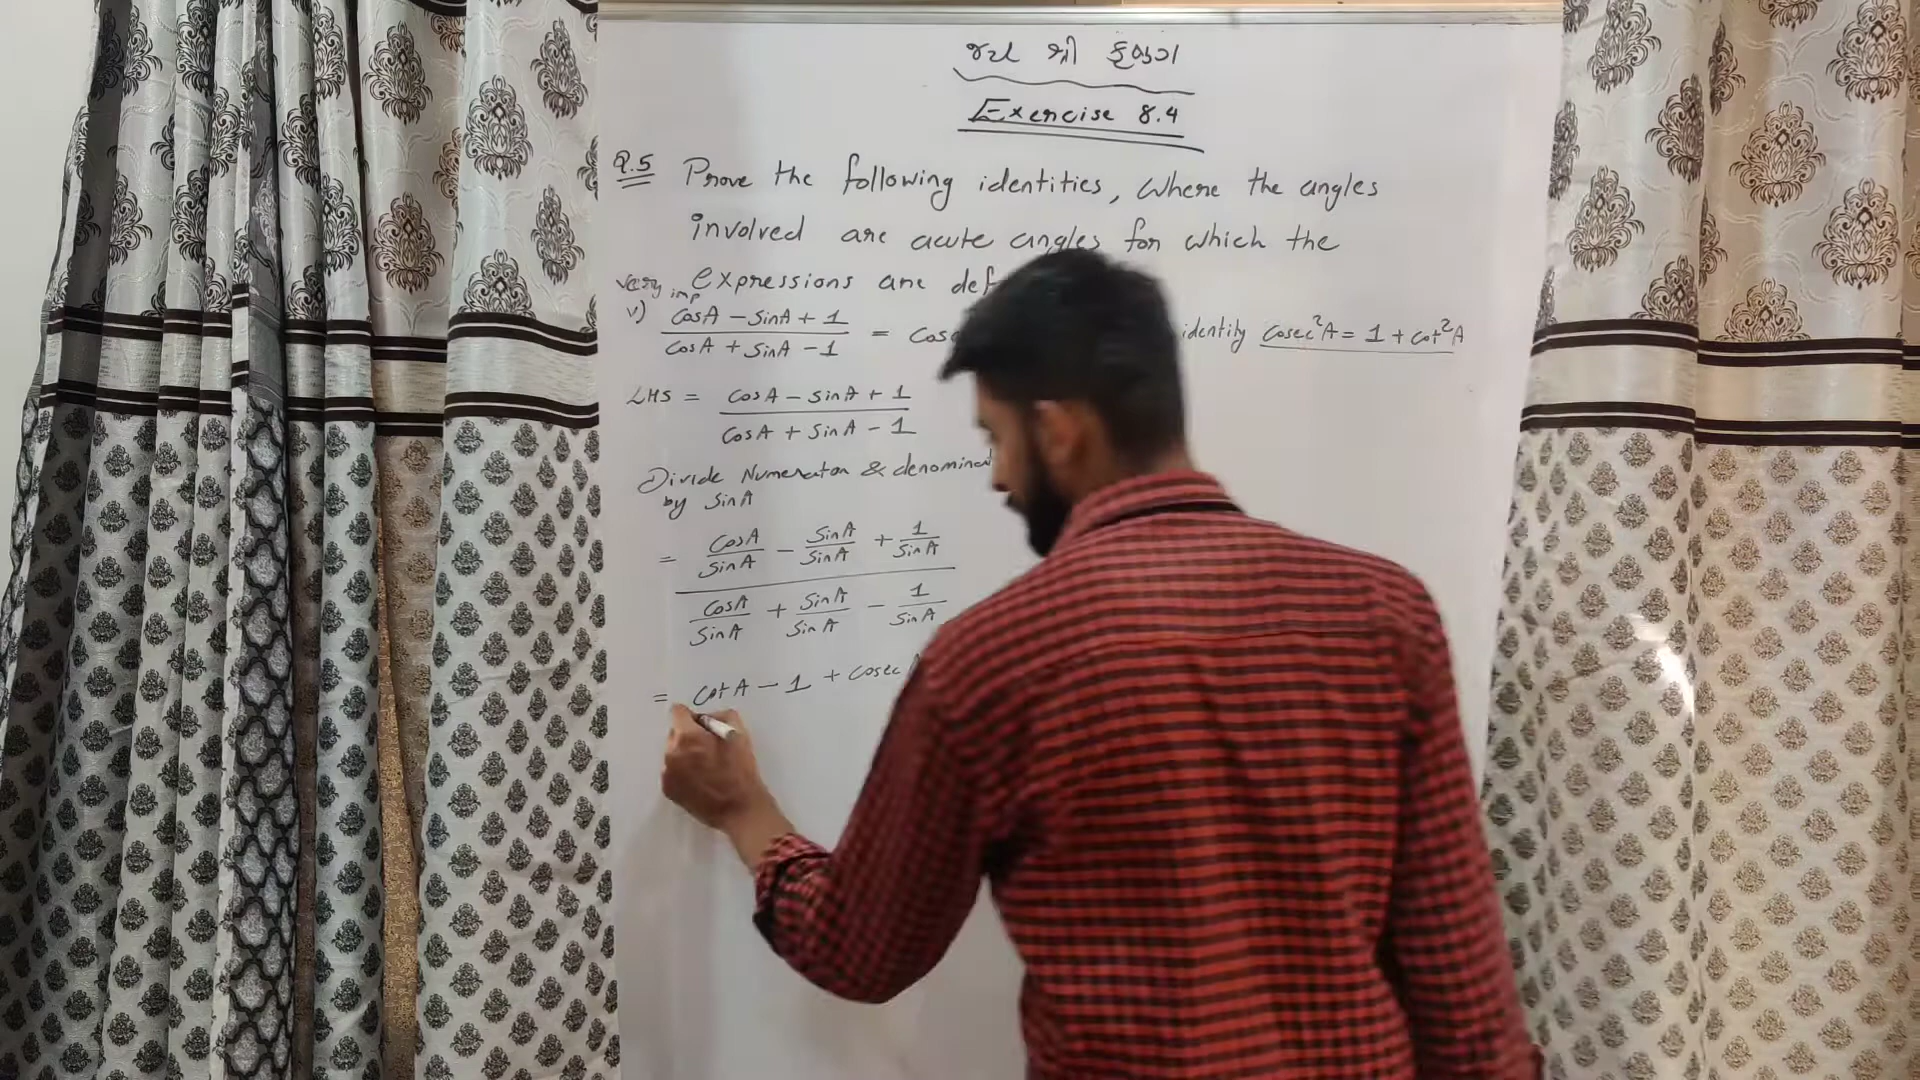 જય શ્રી કૃષ્ણ
Exercise 8.4
Q.5 Prove the following identities, where the angles
involved are acute angles for which the
very imp expressions are def
v) CosA - SinA + 1 / CosA + SinA - 1 = Cosec identity Cosec²A = 1 + cot²A
LHS = CosA - SinA + 1 / CosA + SinA - 1
Divide Numerator & denominat
by SinA
= CosA/SinA - SinA/SinA + 1/SinA
CosA/SinA + SinA/SinA - 1/SinA
= cotA - 1 + cosec